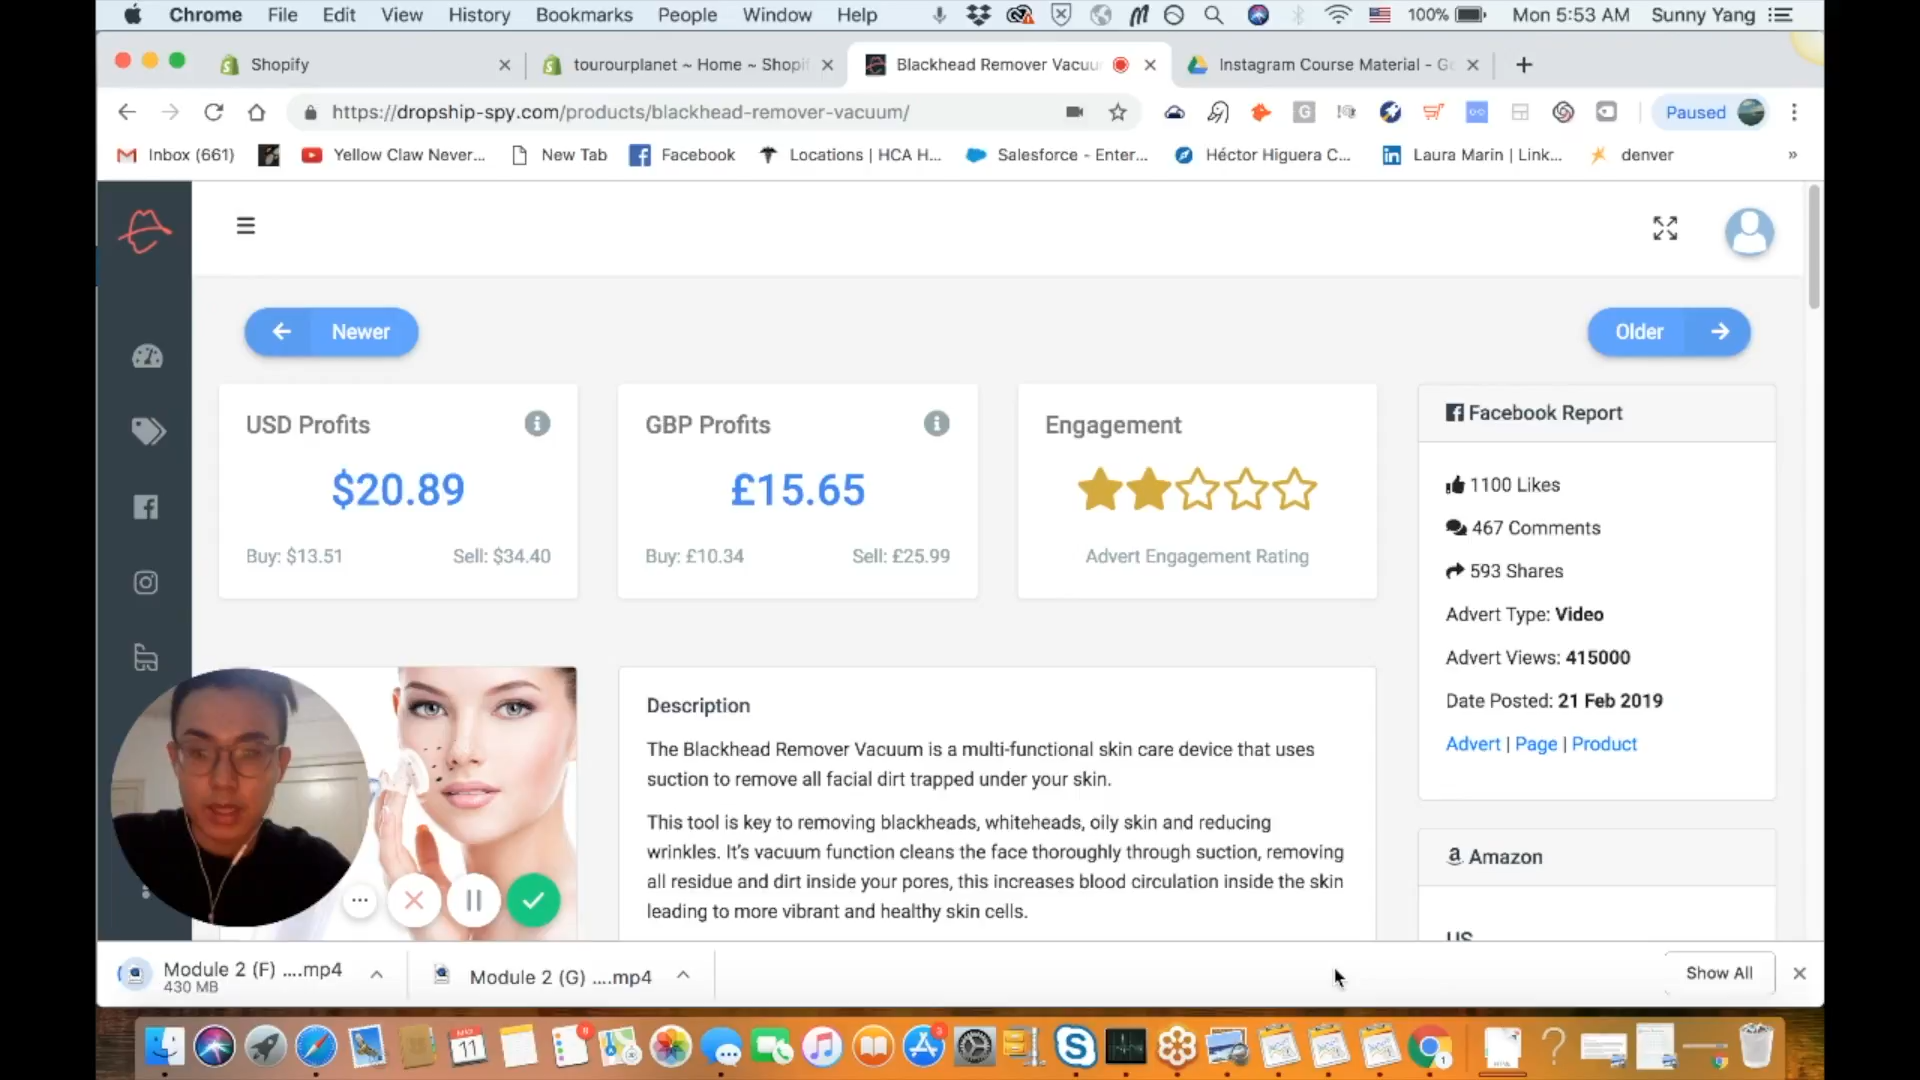 Chrome File Edit View History Bookmarks People Window Help 100% Mon 5:53 AM Sunny Yang
Shopify
tourourplanet ~ Home ~ Shopif
Blackhead Remover Vacuu
Instagram Course Material - Go
https://dropship-spy.com/products/blackhead-remover-vacuum/
Paused
Inbox (661)
Yellow Claw Never...
New Tab
Facebook
Locations | HCA H...
Salesforce - Enter...
Héctor Higuera C...
Laura Marin | Link...
denver
»
Newer
Older
USD Profits
$20.89
Buy: $13.51 Sell: $34.40
GBP Profits
£15.65
Buy: £10.34 Sell: £25.99
Engagement
Advert Engagement Rating
Facebook Report
1100 Likes
467 Comments
593 Shares
Advert Type: Video
Advert Views: 415000
Date Posted: 21 Feb 2019
Advert | Page | Product
Description
The Blackhead Remover Vacuum is a multi-functional skin care device that uses
suction to remove all facial dirt trapped under your skin.
This tool is key to removing blackheads, whiteheads, oily skin and reducing
wrinkles. It's vacuum function cleans the face thoroughly through suction, removing
all residue and dirt inside your pores, this increases blood circulation inside the skin
leading to more vibrant and healthy skin cells.
Amazon
US
Module 2 (F) ....mp4
430 MB
Module 2 (G) ....mp4
Show All
11